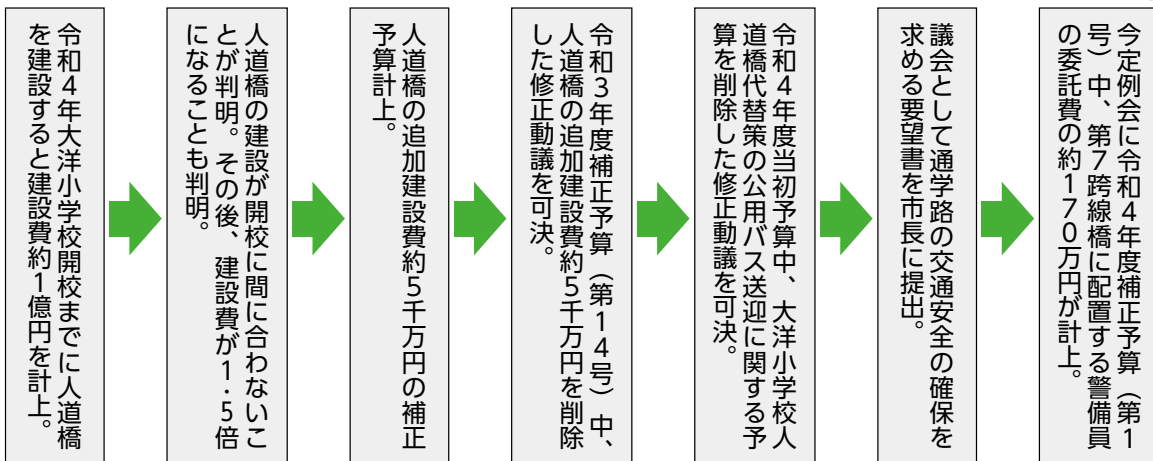 令和４年大洋小学校開校までに人道橋
を建設すると建設費約１億円を計上。
人道橋の建設が開校に間に合わないこ
とが判明。その後、建設費が１・５倍
になることも判明。
人道橋の追加建設費約５千万円の補正
予算計上。
令和３年度補正予算（第１４号）中、
人道橋の追加建設費約５千万円を削除
した修正動議を可決。
令和４年度当初予算中、大洋小学校人
道橋代替策の公用バス送迎に関する予
算を削除した修正動議を可決。
議会として通学路の交通安全の確保を
求める要望書を市長に提出。
今定例会に令和４年度補正予算（第１
号）中、第７跨線橋に配置する警備員
の委託費の約１７０万円が計上。